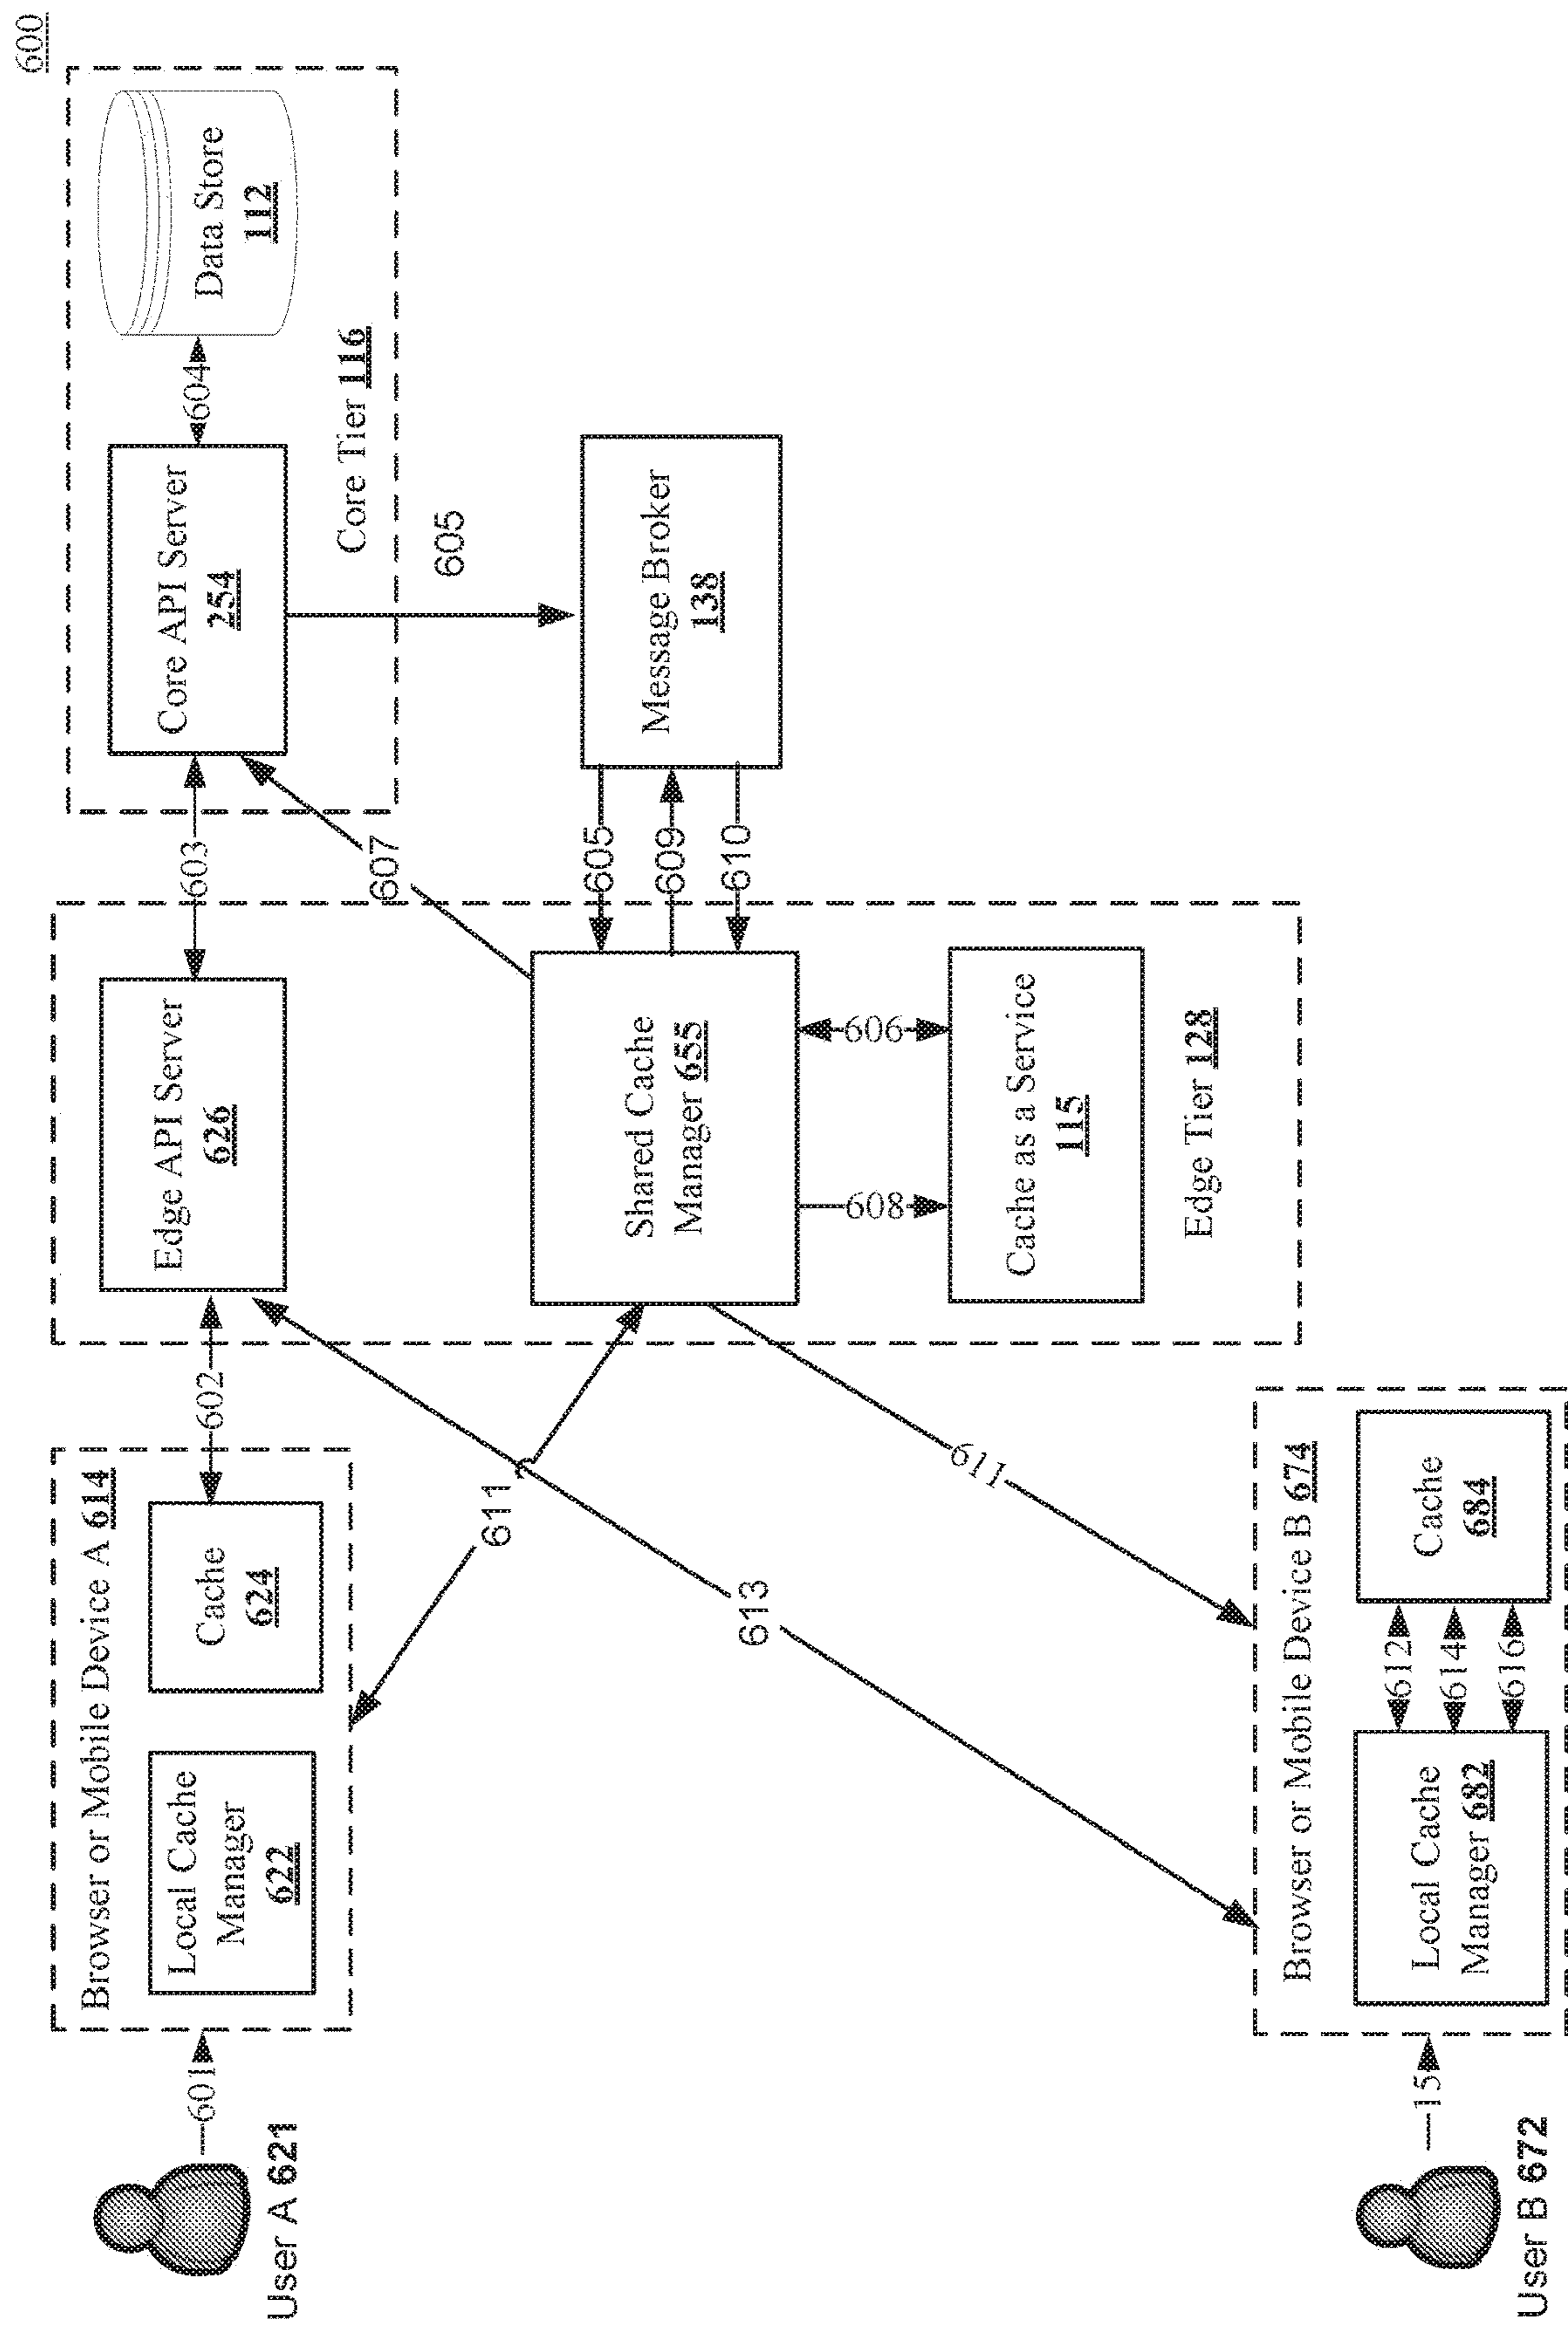 600
User A 621
601
Browser or Mobile Device A 614
Local Cache
Manager
622
Cache
624
602
Edge API Server
626
603
Core API Server
254
604
Data Store
112
Core Tier 116
605
607
611
613
611
Shared Cache
Manager 655
605
609
610
Message Broker
138
608
606
Cache as a Service
115
Edge Tier 128
User B 672
15
Browser or Mobile Device B 674
Local Cache
Manager 682
612
614
616
Cache
684